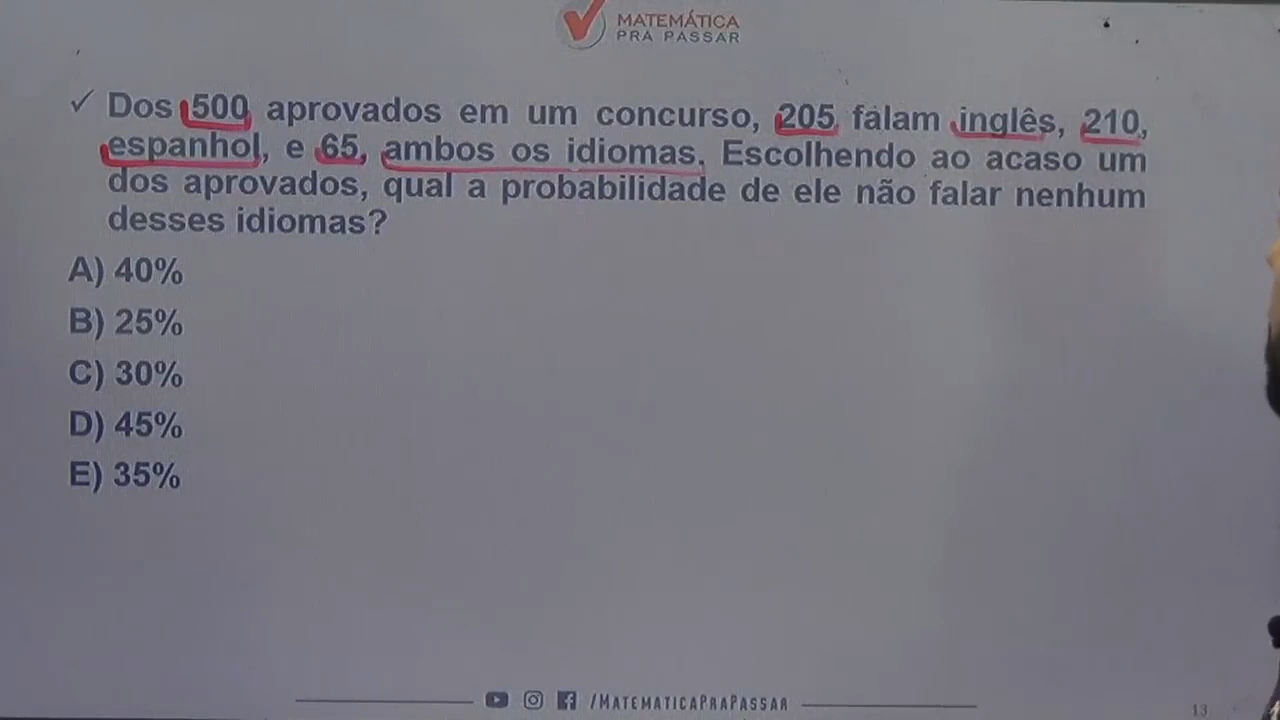 MATEMÁTICA
PRA PASSAR
✓ Dos 500 aprovados em um concurso, 205 falam inglês, 210,
espanhol, e 65, ambos os idiomas. Escolhendo ao acaso um
dos aprovados, qual a probabilidade de ele não falar nenhum
desses idiomas?
A) 40%
B) 25%
C) 30%
D) 45%
E) 35%
/MATEMATICAPRAPASSAR
13